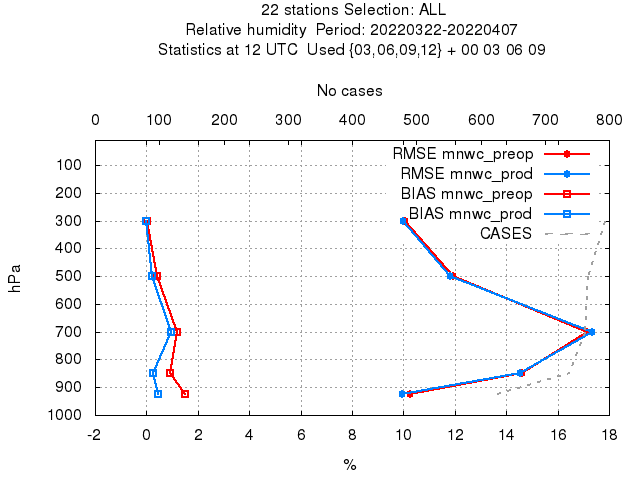 22 stations Selection: ALL
Relative humidity  Period: 20220322-20220407
Statistics at 12 UTC  Used {03,06,09,12} + 00 03 06 09
No cases
0 100 200 300 400 500 600 700 800
RMSE mnwc_preop
RMSE mnwc_prod
BIAS mnwc_preop
BIAS mnwc_prod
CASES
100
200
300
400
500
600
700
800
900
1000
hPa
-2 0 2 4 6 8 10 12 14 16 18
%